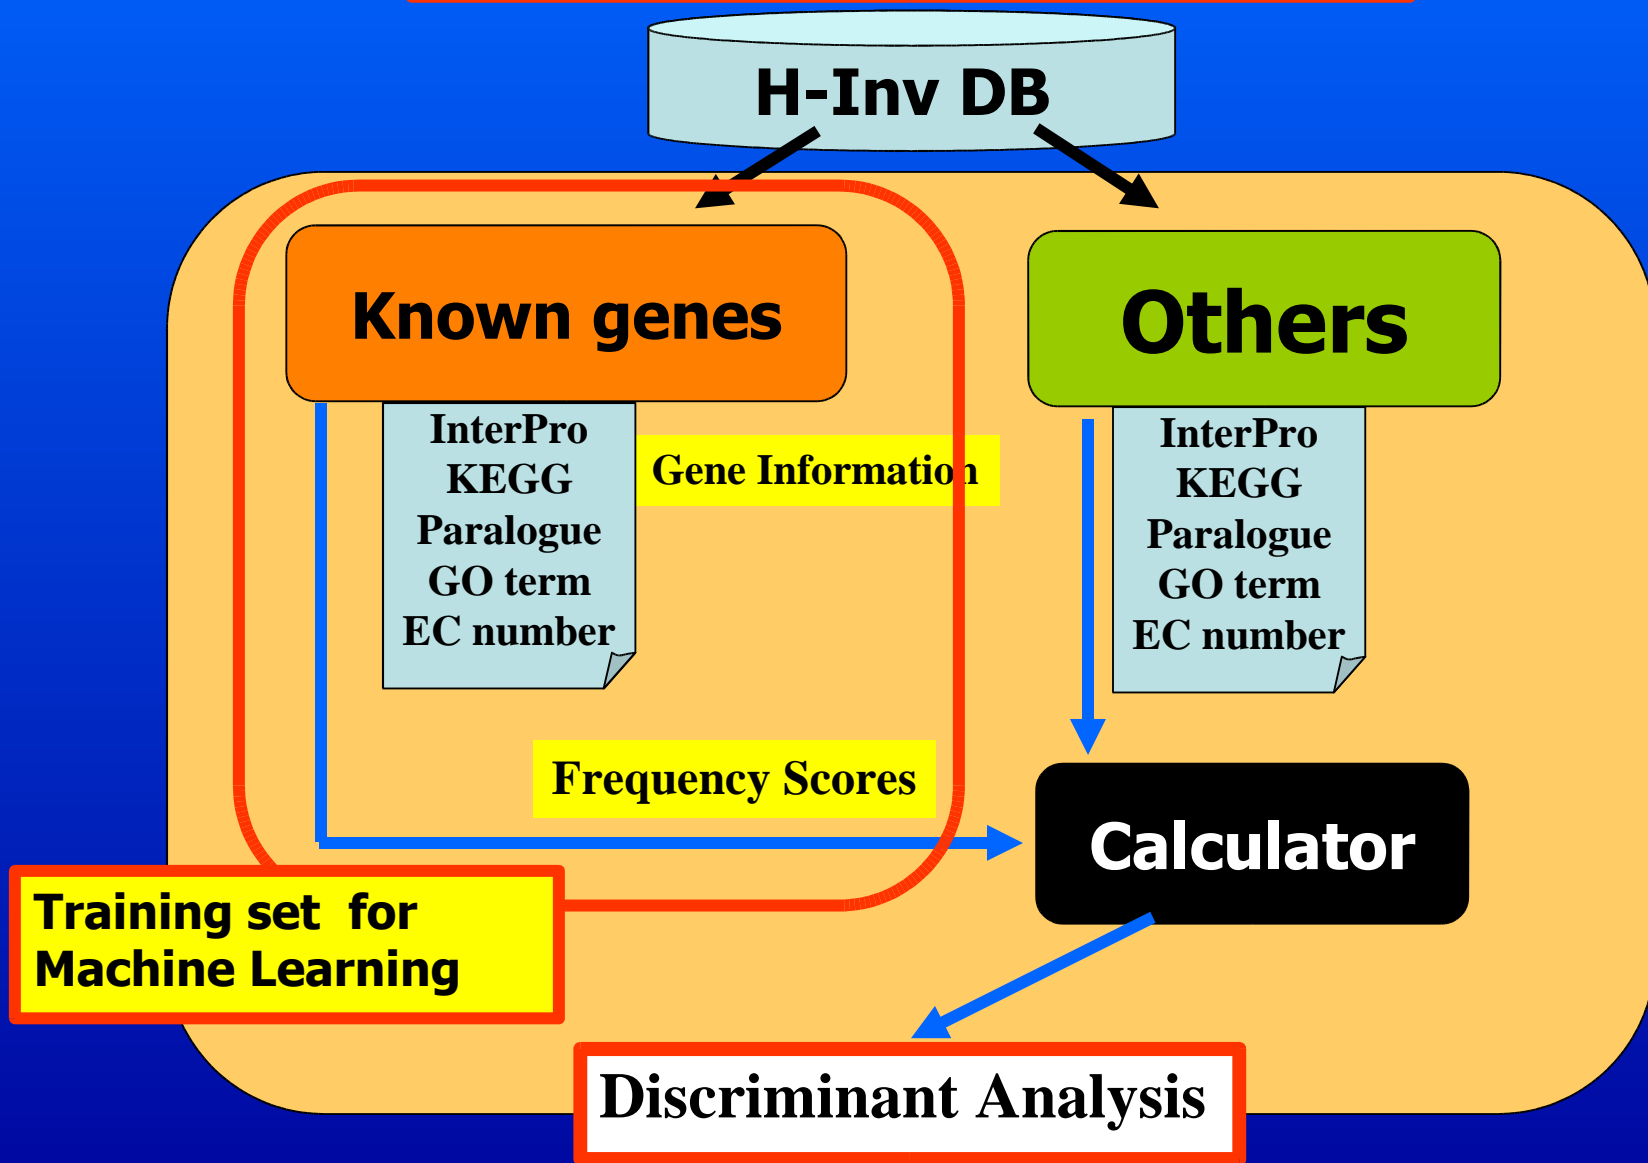 H-Inv DB
Known genes
Others
InterPro
KEGG
Paralogue
GO term
EC number
Gene Information
InterPro
KEGG
Paralogue
GO term
EC number
Frequency Scores
Calculator
Training set for
Machine Learning
Discriminant Analysis